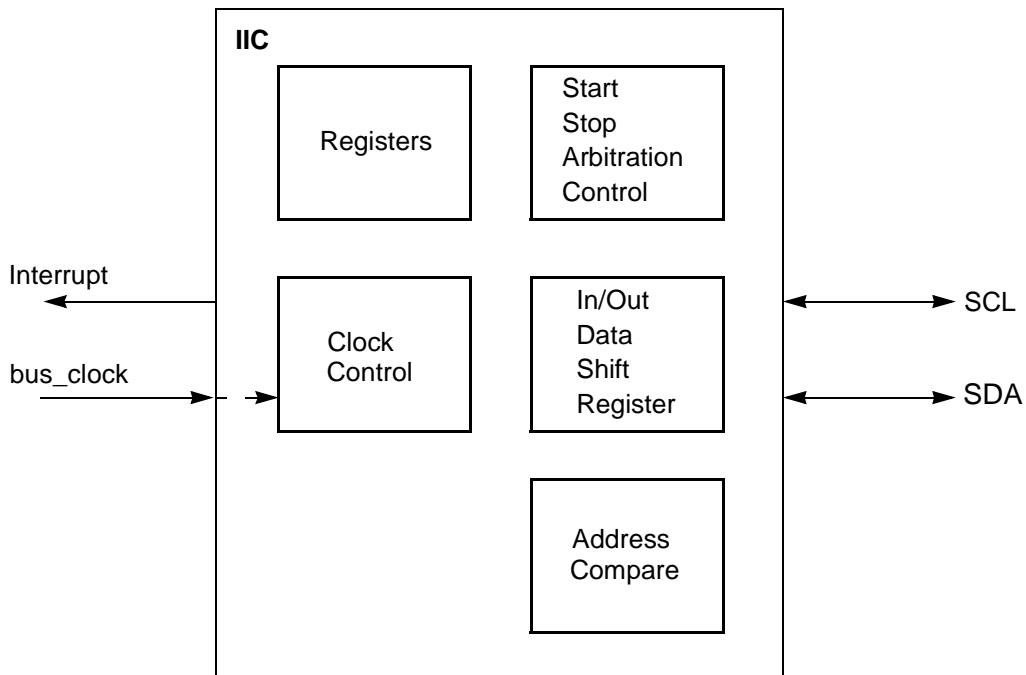 IIC
Registers
Start
Stop
Arbitration
Control
Interrupt
bus_clock
Clock
Control
In/Out
Data
Shift
Register
SCL
SDA
Address
Compare